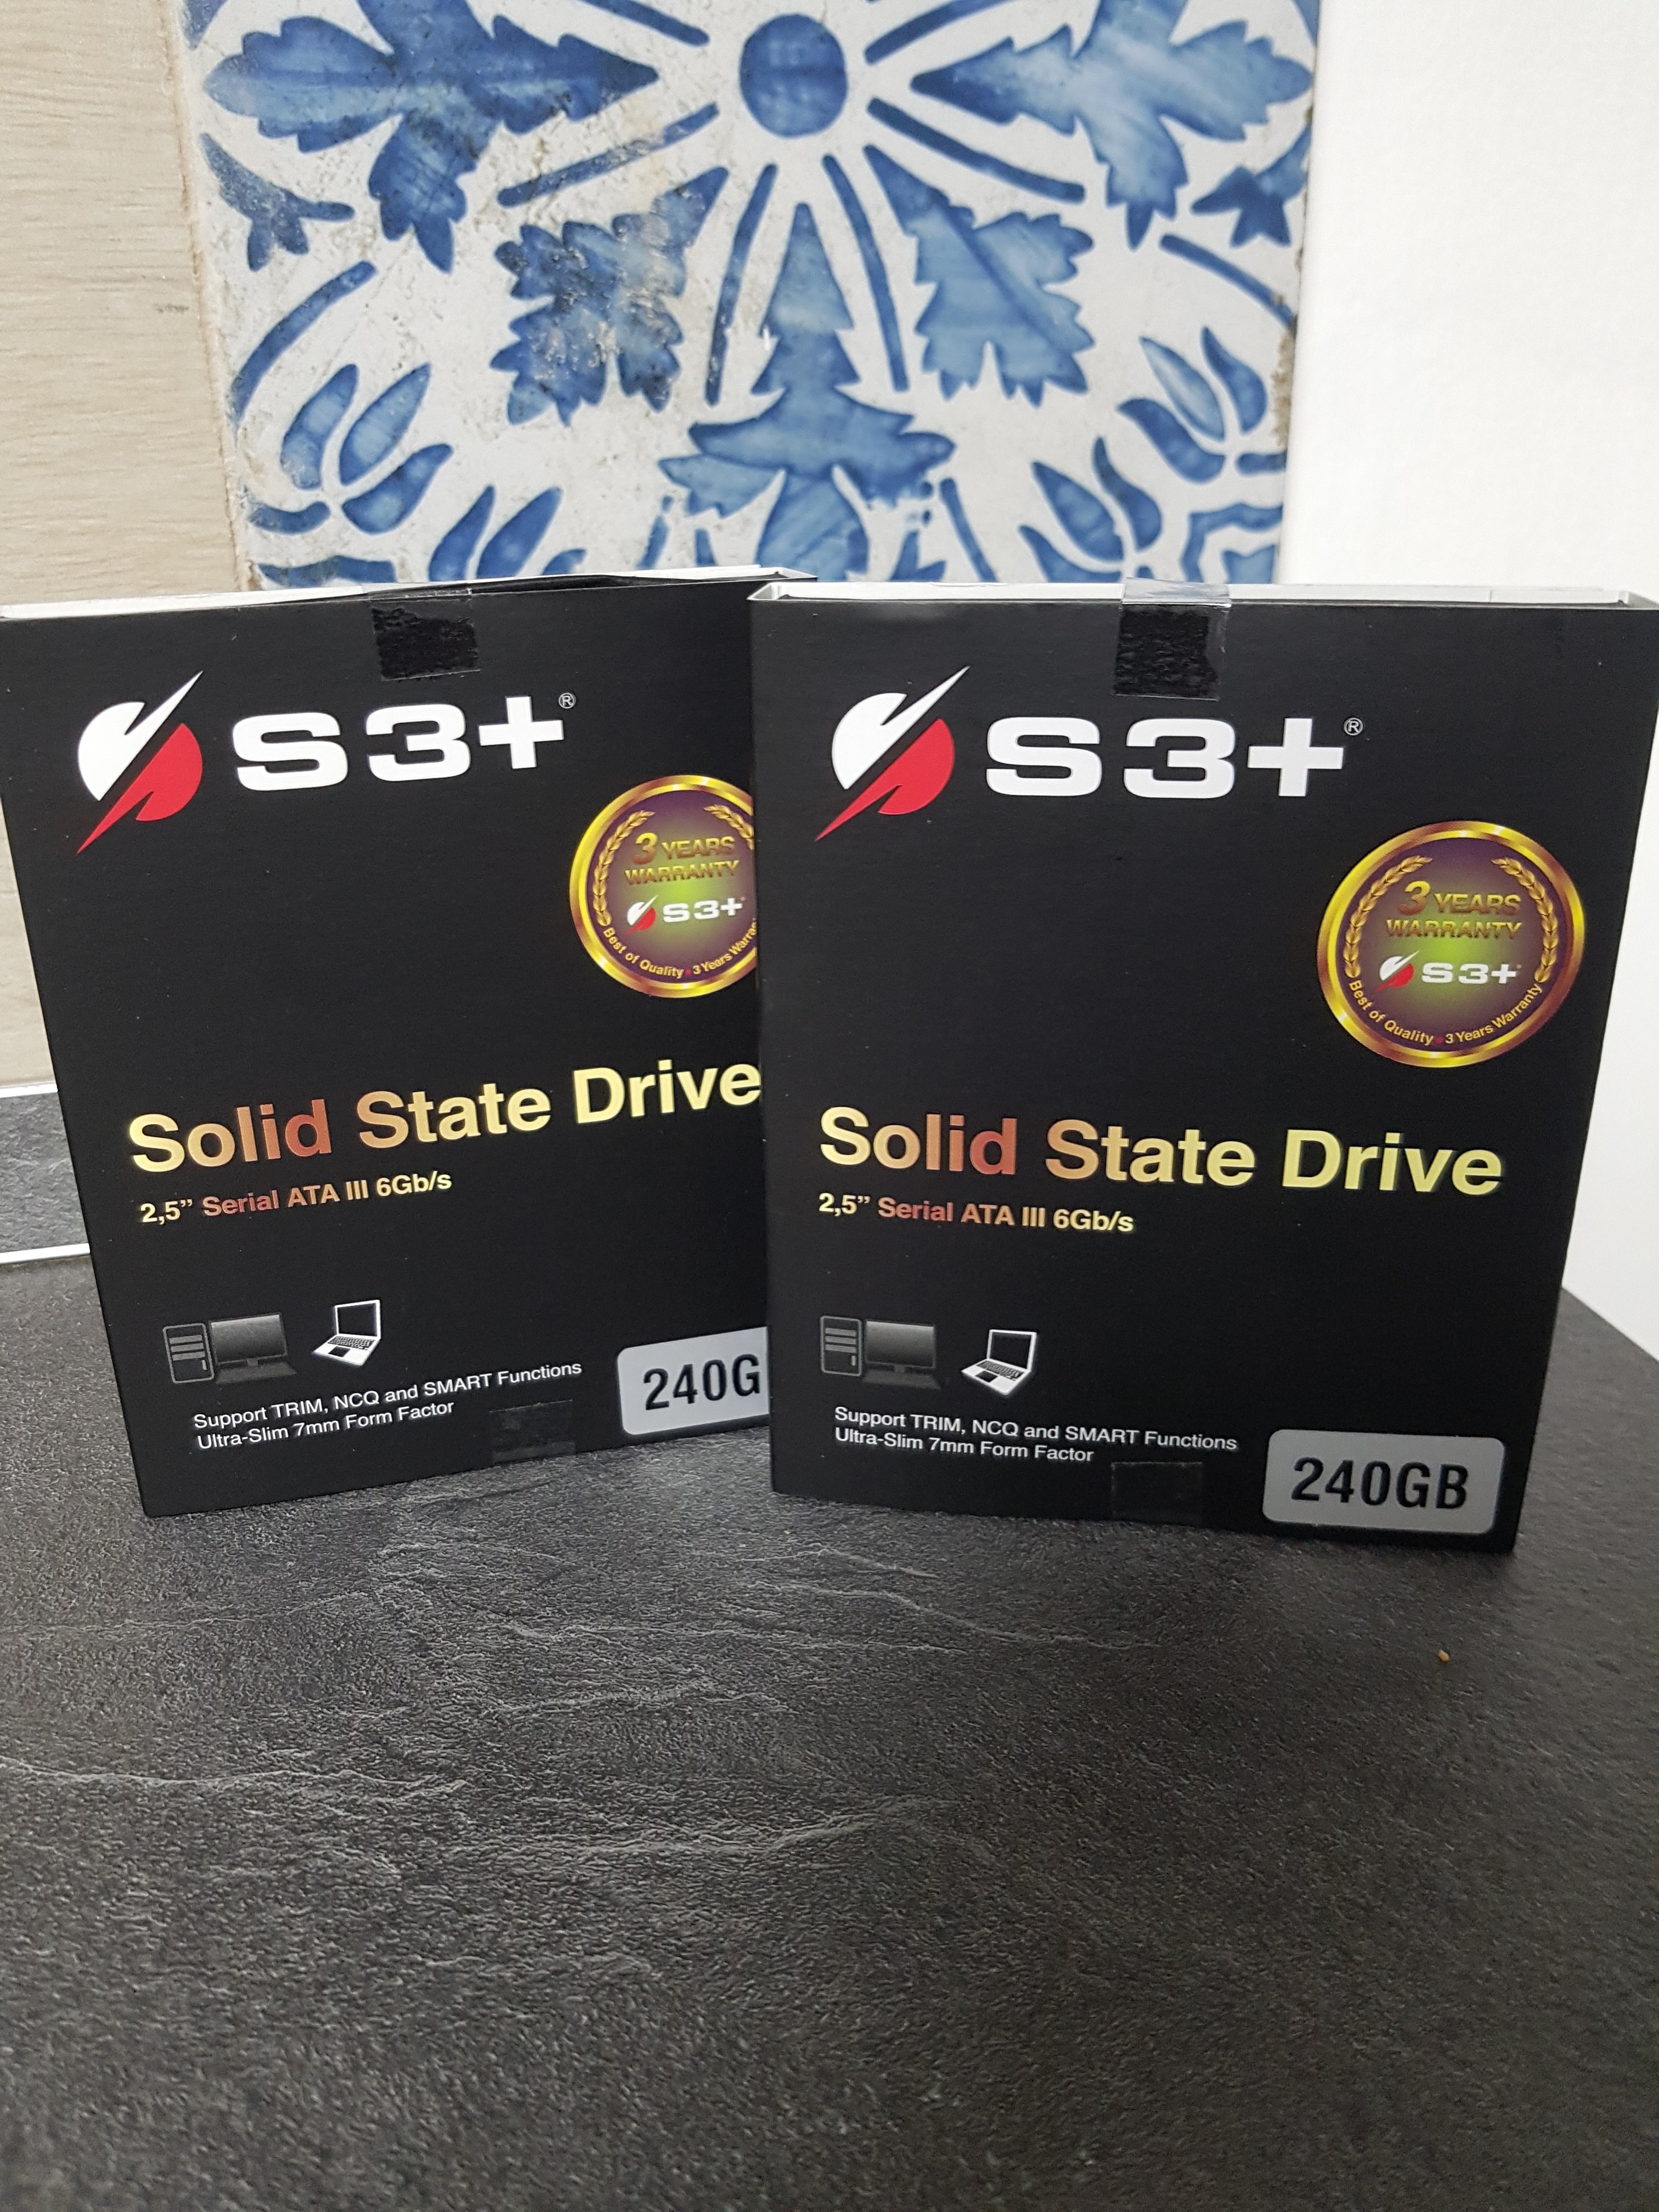 S3+®
3 YEARS
WARRANTY
S3+
Best of Quality • 3 Years Warra
Solid State Drive
2,5” Serial ATA III 6Gb/s
Support TRIM, NCQ and SMART Functions
Ultra-Slim 7mm Form Factor
240G
S3+®
3 YEARS
WARRANTY
S3+
Best of Quality • 3 Years Warranty
Solid State Drive
2,5” Serial ATA III 6Gb/s
Support TRIM, NCQ and SMART Functions
Ultra-Slim 7mm Form Factor
240GB